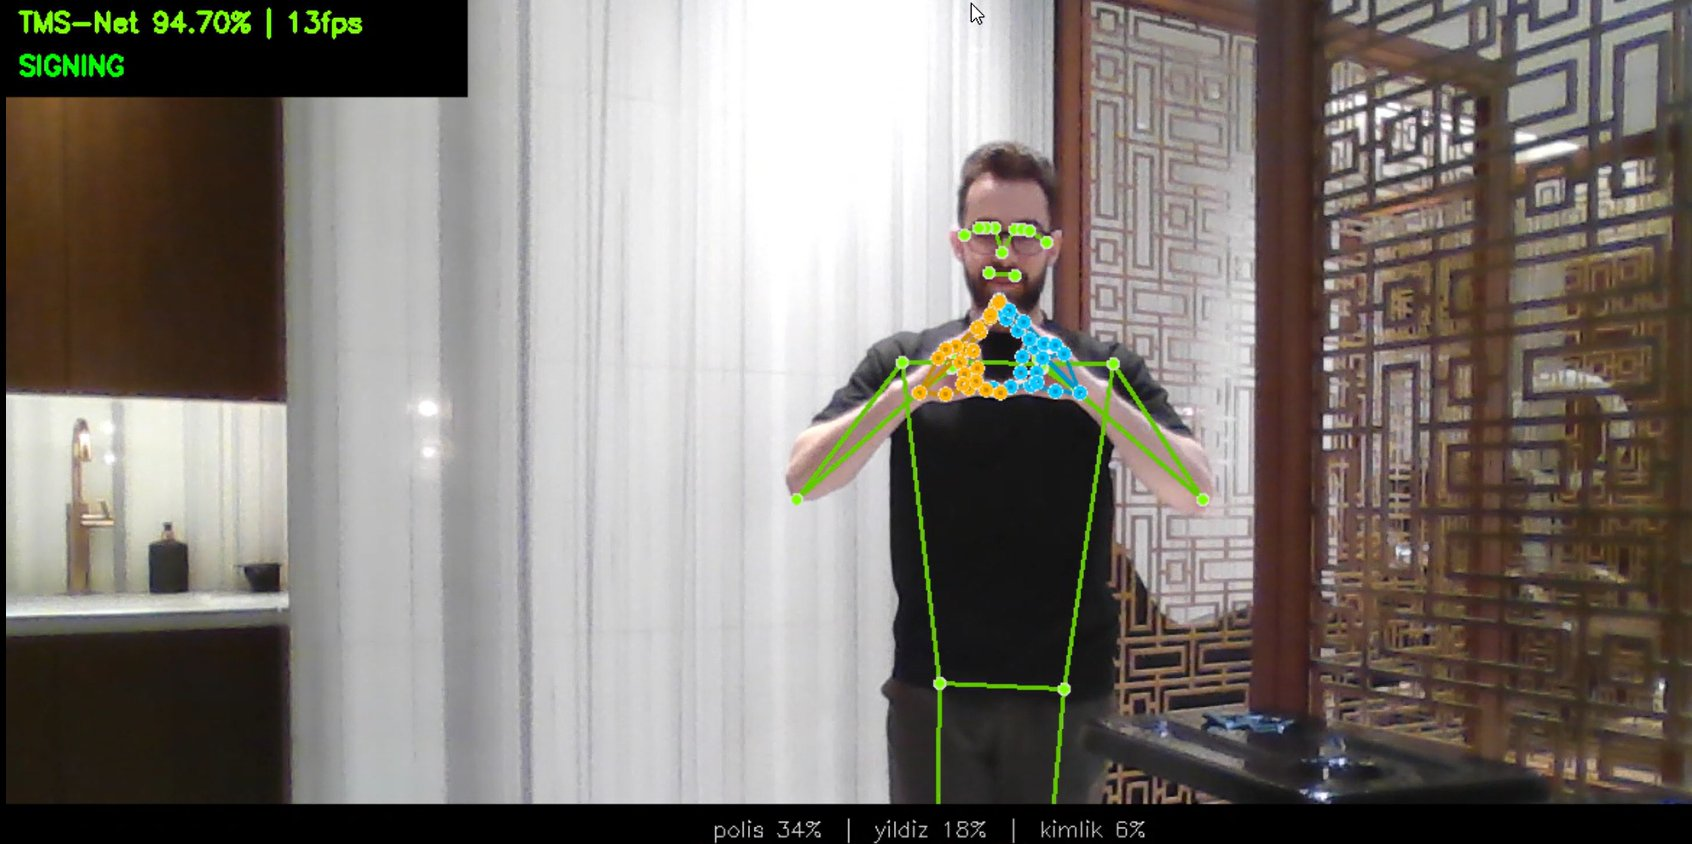 TMS-Net 94.70% | 13fps
SIGNING
polis 34% | yildiz 18% | kimlik 6%